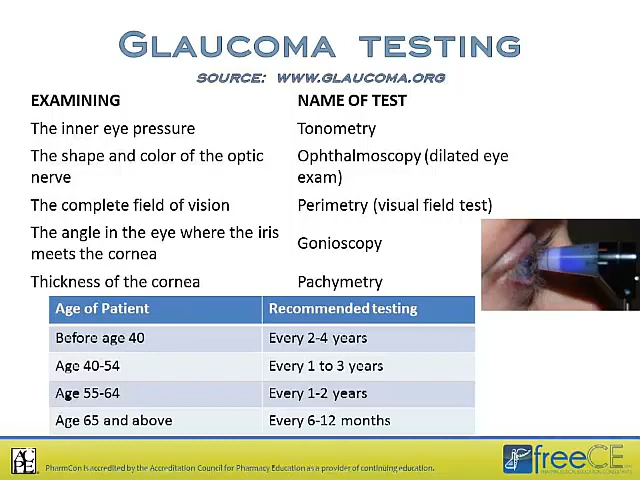 GLAUCOMA TESTING
SOURCE: WWW.GLAUCOMA.ORG
EXAMINING NAME OF TEST
The inner eye pressure Tonometry
The shape and color of the optic nerve Ophthalmoscopy (dilated eye exam)
The complete field of vision Perimetry (visual field test)
The angle in the eye where the iris meets the cornea Gonioscopy
Thickness of the cornea Pachymetry
Age of Patient Recommended testing
Before age 40 Every 2-4 years
Age 40-54 Every 1 to 3 years
Age 55-64 Every 1-2 years
Age 65 and above Every 6-12 months
ACPE
PharmCon is accredited by the Accreditation Council for Pharmacy Education as a provider of continuing education.
freeCE